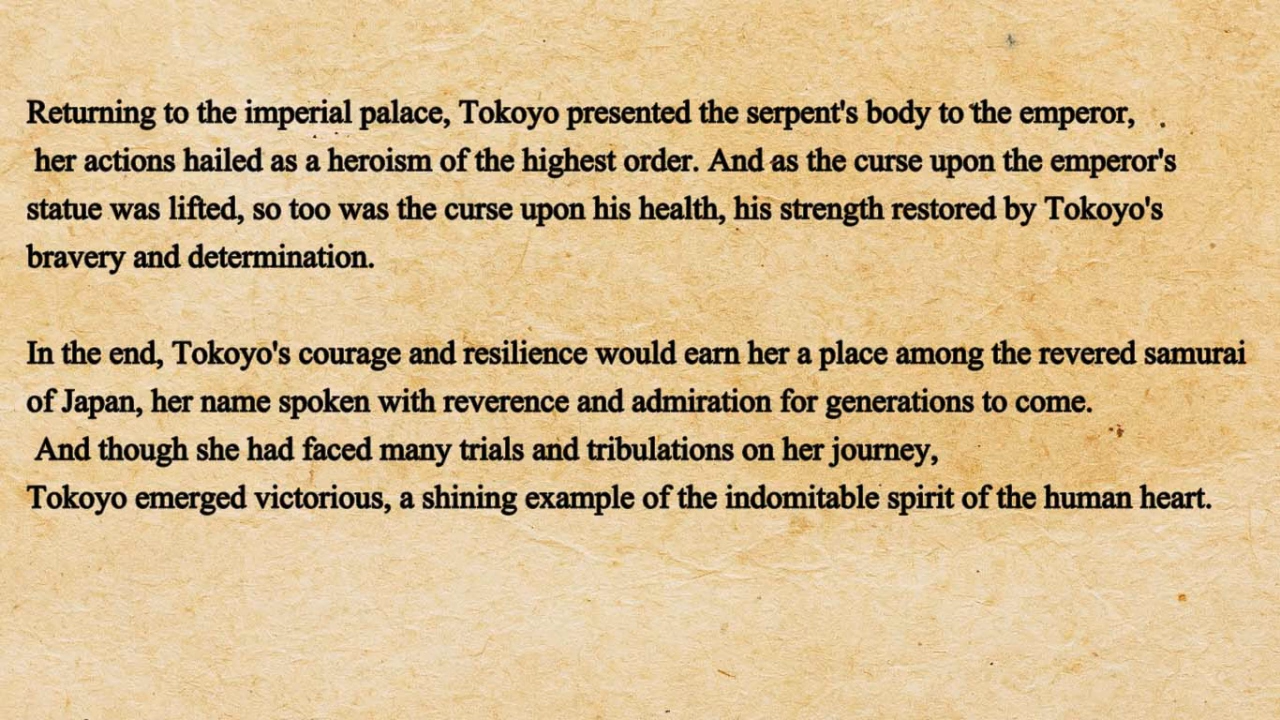 Returning to the imperial palace, Tokoyo presented the serpent's body to the emperor,
her actions hailed as a heroism of the highest order. And as the curse upon the emperor's
statue was lifted, so too was the curse upon his health, his strength restored by Tokoyo's
bravery and determination.
In the end, Tokoyo's courage and resilience would earn her a place among the revered samurai
of Japan, her name spoken with reverence and admiration for generations to come.
And though she had faced many trials and tribulations on her journey,
Tokoyo emerged victorious, a shining example of the indomitable spirit of the human heart.